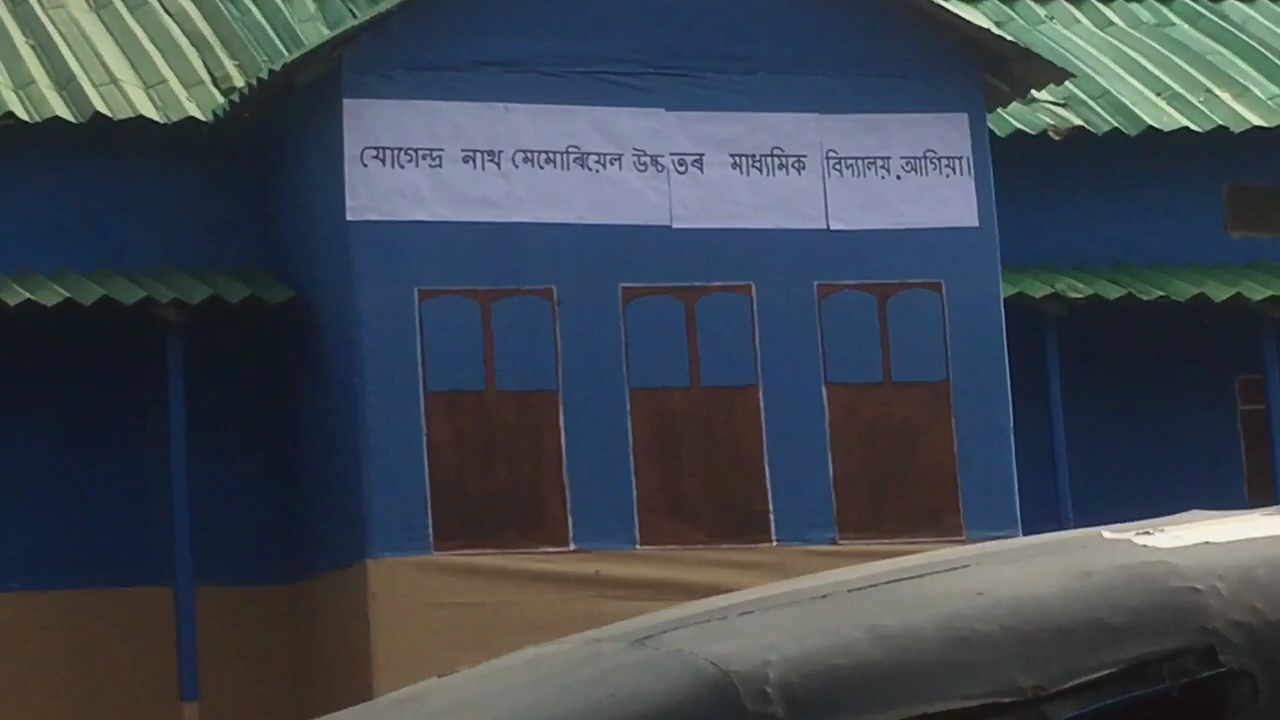 যোগেন্দ্ৰ নাথ মেমোৰিয়েল উচ্চতৰ মাধ্যমিক বিদ্যালয়.আগিয়া।